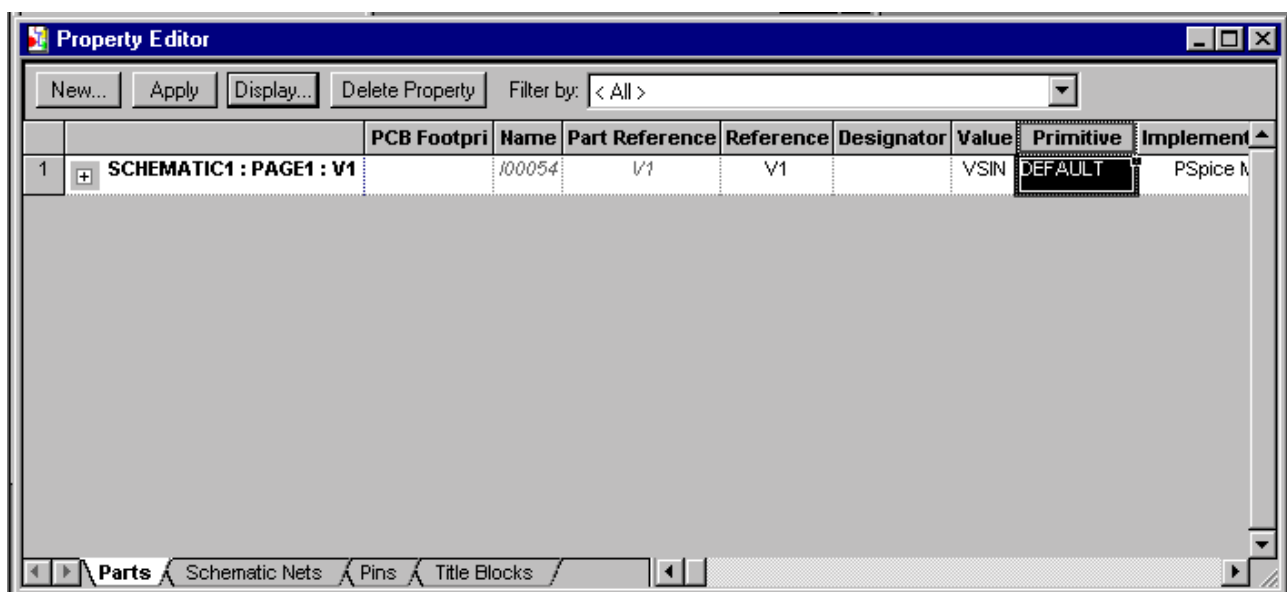 Property Editor
New... Apply Display... Delete Property Filter by: < All >
PCB Footpri Name Part Reference Reference Designator Value Primitive Implement
1 SCHEMATIC1 : PAGE1 : V1 I00054 V1 V1 VSIN DEFAULT PSpice M
Parts Schematic Nets Pins Title Blocks